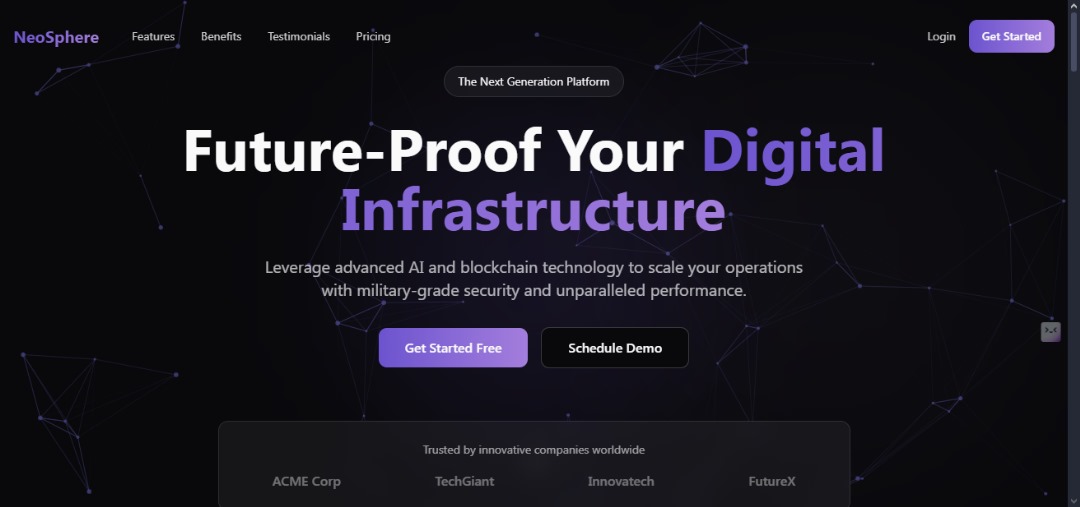 NeoSphere
Features
Benefits
Testimonials
Pricing
Login
Get Started
The Next Generation Platform
Future-Proof Your Digital
Infrastructure
Leverage advanced AI and blockchain technology to scale your operations
with military-grade security and unparalleled performance.
Get Started Free
Schedule Demo
Trusted by innovative companies worldwide
ACME Corp
TechGiant
Innovatech
FutureX